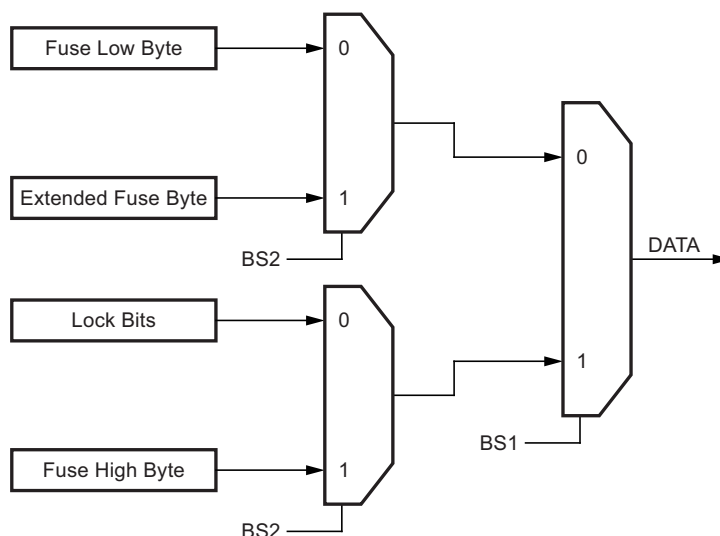 Fuse Low Byte
0
Extended Fuse Byte
1
BS2
0
DATA
Lock Bits
0
1
BS1
Fuse High Byte
1
BS2